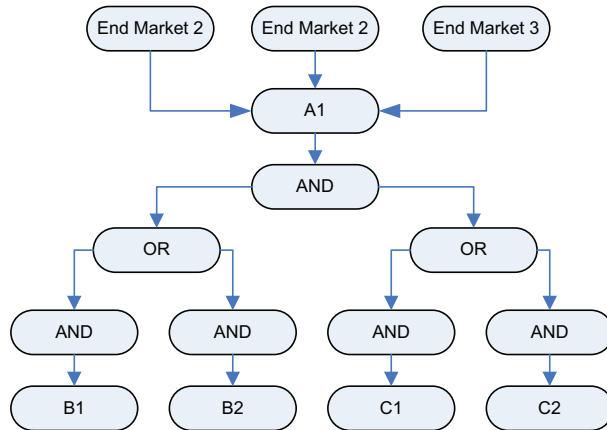 End Market 2
End Market 2
End Market 3
A1
AND
OR
OR
AND
AND
AND
AND
B1
B2
C1
C2